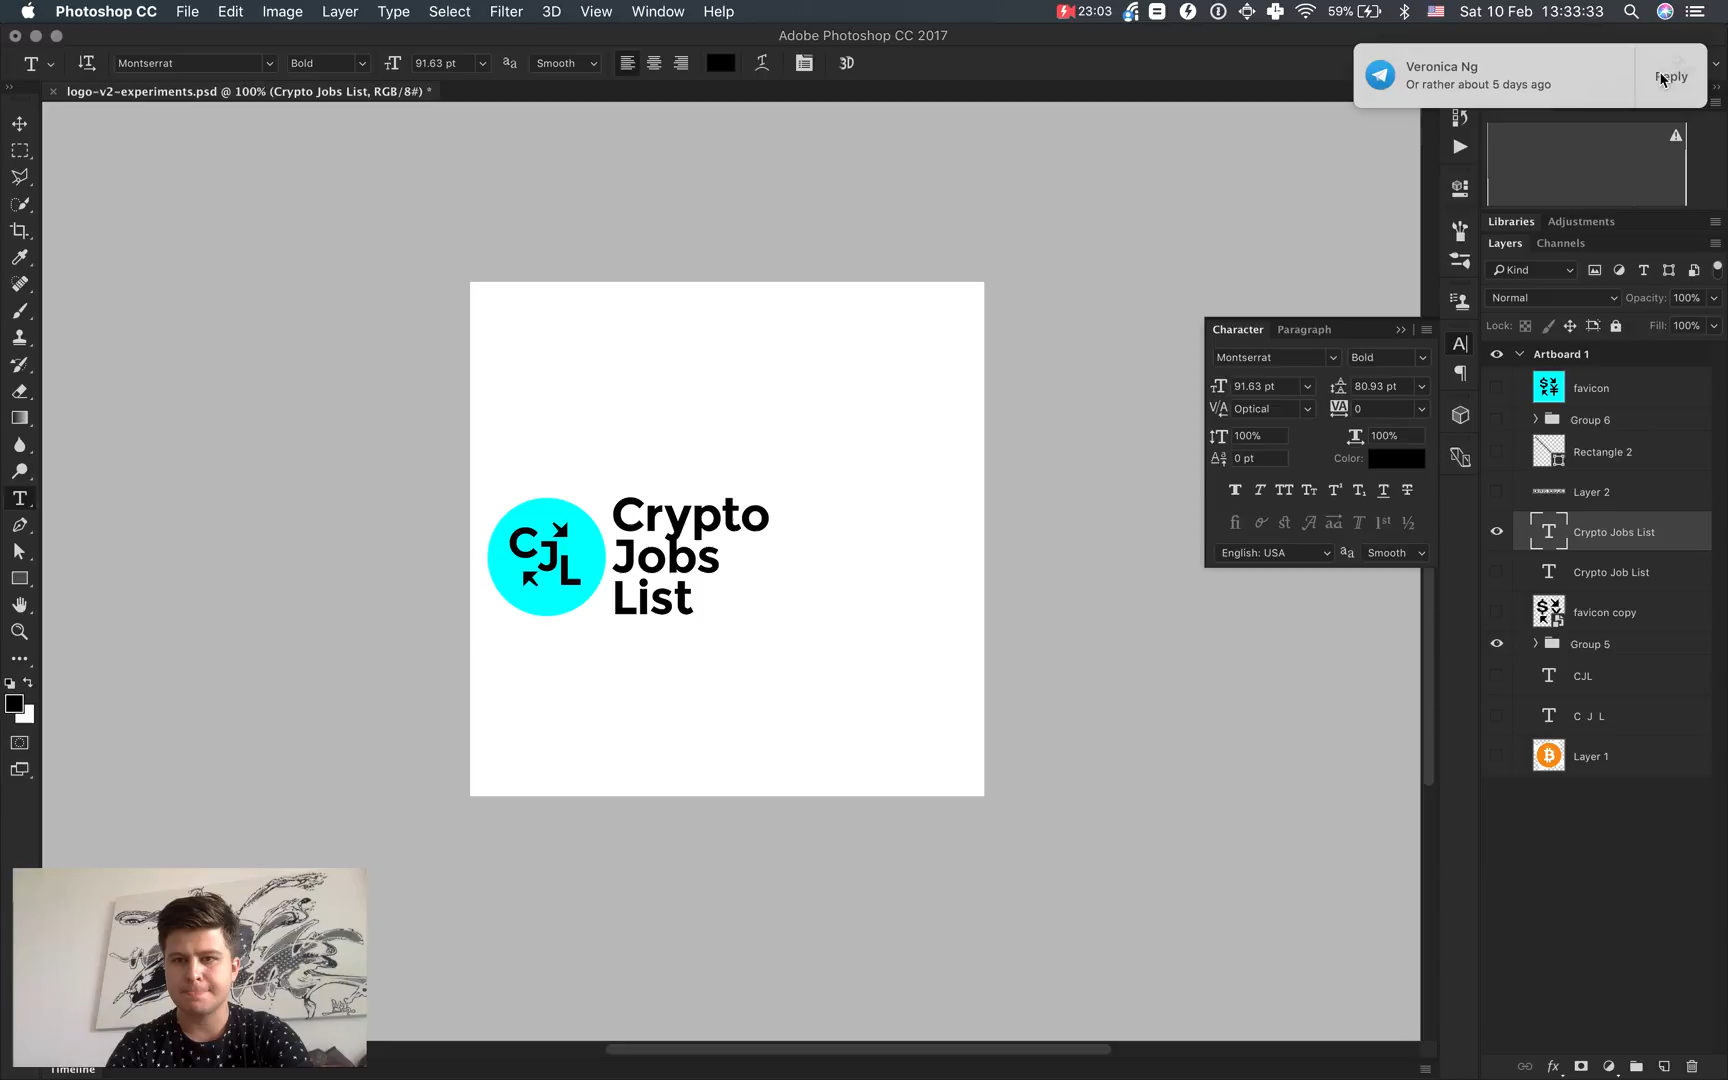 Photoshop CC File Edit Image Layer Type Select Filter 3D View Window Help 23:03 59% Sat 10 Feb 13:33:33
Adobe Photoshop CC 2017
T Montserrat Bold 91.63 pt aa Smooth 3D
Veronica Ng
Or rather about 5 days ago
Reply
× logo-v2-experiments.psd @ 100% (Crypto Jobs List, RGB/8#) *
Libraries Adjustments
Layers Channels
Kind
Normal Opacity: 100%
Lock: Fill: 100%
Artboard 1
favicon
Group 6
Rectangle 2
Layer 2
Crypto Jobs List
Crypto Job List
favicon copy
Group 5
CJL
C J L
Layer 1
Character Paragraph
Montserrat Bold
91.63 pt 80.93 pt
Optical 0
100% 100%
0 pt Color:
English: USA aa Smooth
CJL
Crypto
Jobs
List
Timeline
fx